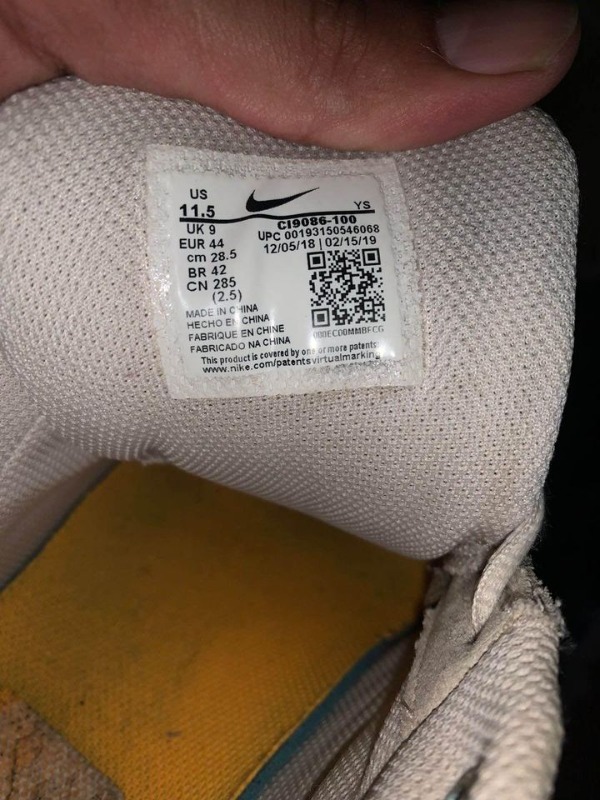 US
11.5
YS
UK 9
CI9086-100
EUR 44
UPC 00193150546068
cm 28.5
12/05/18 | 02/15/19
BR 42
CN 285
(2.5)
MADE IN CHINA
HECHO EN CHINA
FABRIQUE EN CHINE
FABRICADO NA CHINA
This product is covered by one or more patents
www.nike.com/patentsvirtualmarking